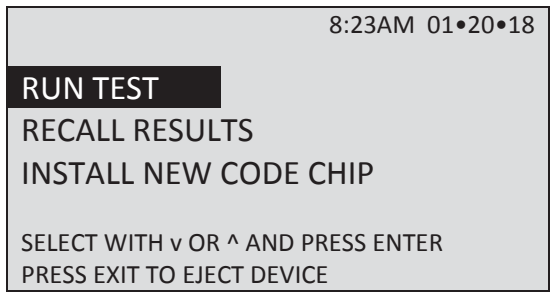 8:23AM 01•20•18
RUN TEST
RECALL RESULTS
INSTALL NEW CODE CHIP
SELECT WITH v OR ^ AND PRESS ENTER
PRESS EXIT TO EJECT DEVICE